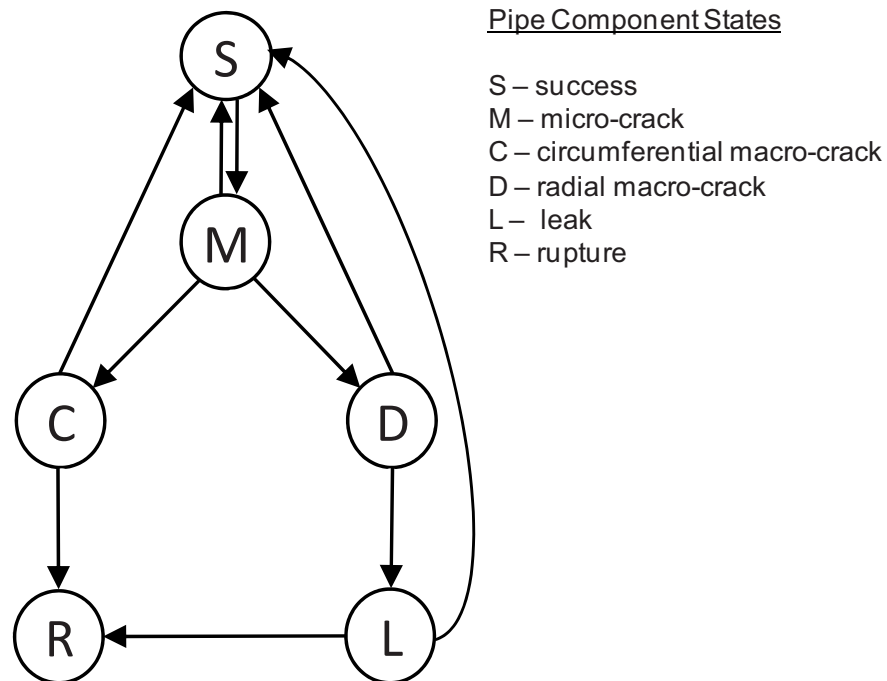 S
M
C
D
R
L
Pipe Component States
S – success
M – micro-crack
C – circumferential macro-crack
D – radial macro-crack
L – leak
R – rupture